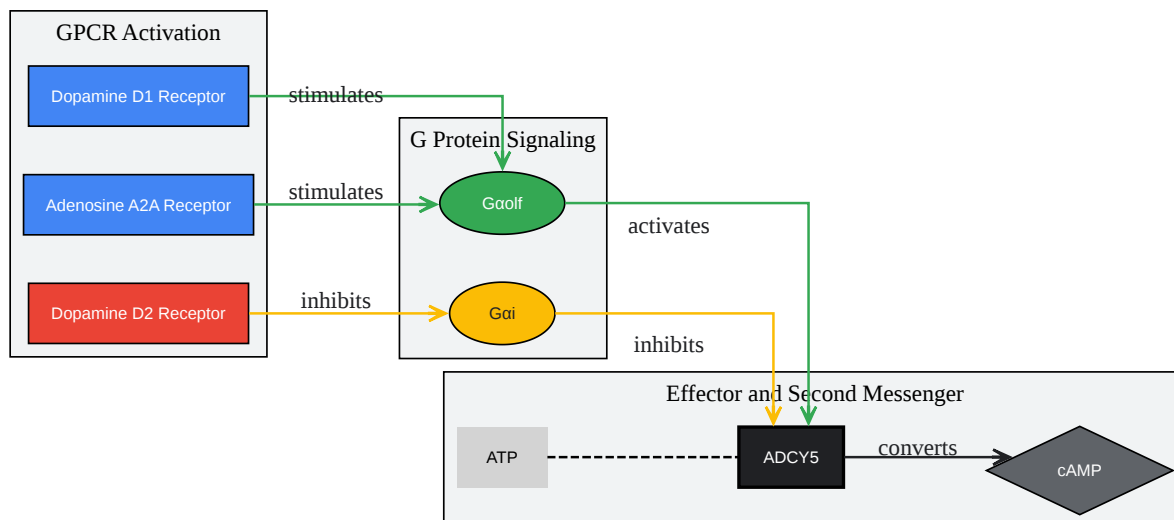 GPCR Activation
Dopamine D1 Receptor
stimulates
G Protein Signaling
Adenosine A2A Receptor
stimulates
Gαolf
activates
Dopamine D2 Receptor
inhibits
Gαi
inhibits
Effector and Second Messenger
ATP
ADCY5
converts
cAMP